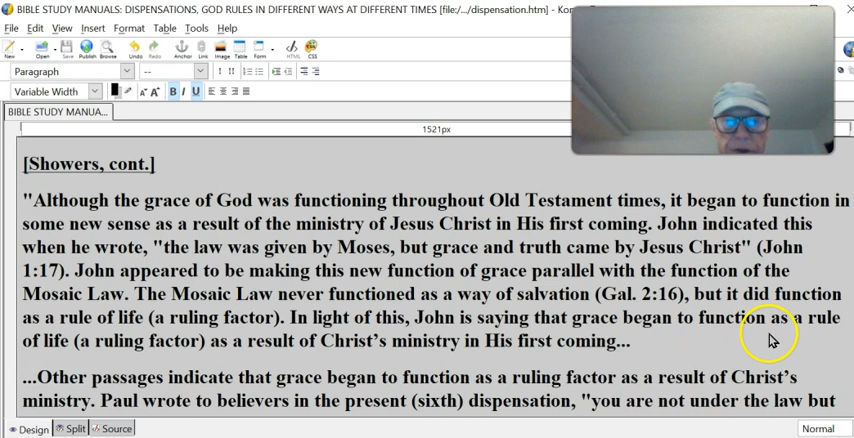 BIBLE STUDY MANUALS: DISPENSATIONS, GOD RULES IN DIFFERENT WAYS AT DIFFERENT TIMES [file:/.../dispensation.htm] - Kom
File Edit View Insert Format Table Tools Help
New Open Save Publish Browse Undo Redo Anchor Link Image Table Form HTML CSS
Paragraph --
Variable Width A A B I U
BIBLE STUDY MANUA...
1521px
[Showers, cont.]
"Although the grace of God was functioning throughout Old Testament times, it began to function in
some new sense as a result of the ministry of Jesus Christ in His first coming. John indicated this
when he wrote, "the law was given by Moses, but grace and truth came by Jesus Christ" (John
1:17). John appeared to be making this new function of grace parallel with the function of the
Mosaic Law. The Mosaic Law never functioned as a way of salvation (Gal. 2:16), but it did function
as a rule of life (a ruling factor). In light of this, John is saying that grace began to function as a rule
of life (a ruling factor) as a result of Christ's ministry in His first coming...
...Other passages indicate that grace began to function as a ruling factor as a result of Christ's
ministry. Paul wrote to believers in the present (sixth) dispensation, "you are not under the law but
Design Split Source Normal